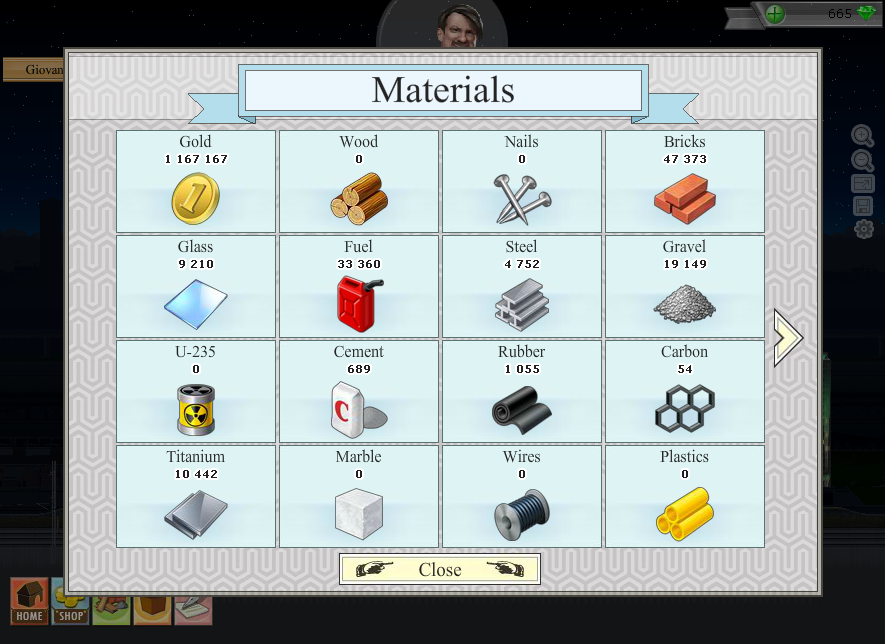 665
Giovan
Materials
Gold Wood Nails Bricks
1 167 167 0 0 47 373
1
Glass Fuel Steel Gravel
9 210 33 360 4 752 19 149
U-235 Cement Rubber Carbon
0 689 1 055 54
C
Titanium Marble Wires Plastics
10 442 0 0 0
Close
HOME SHOP